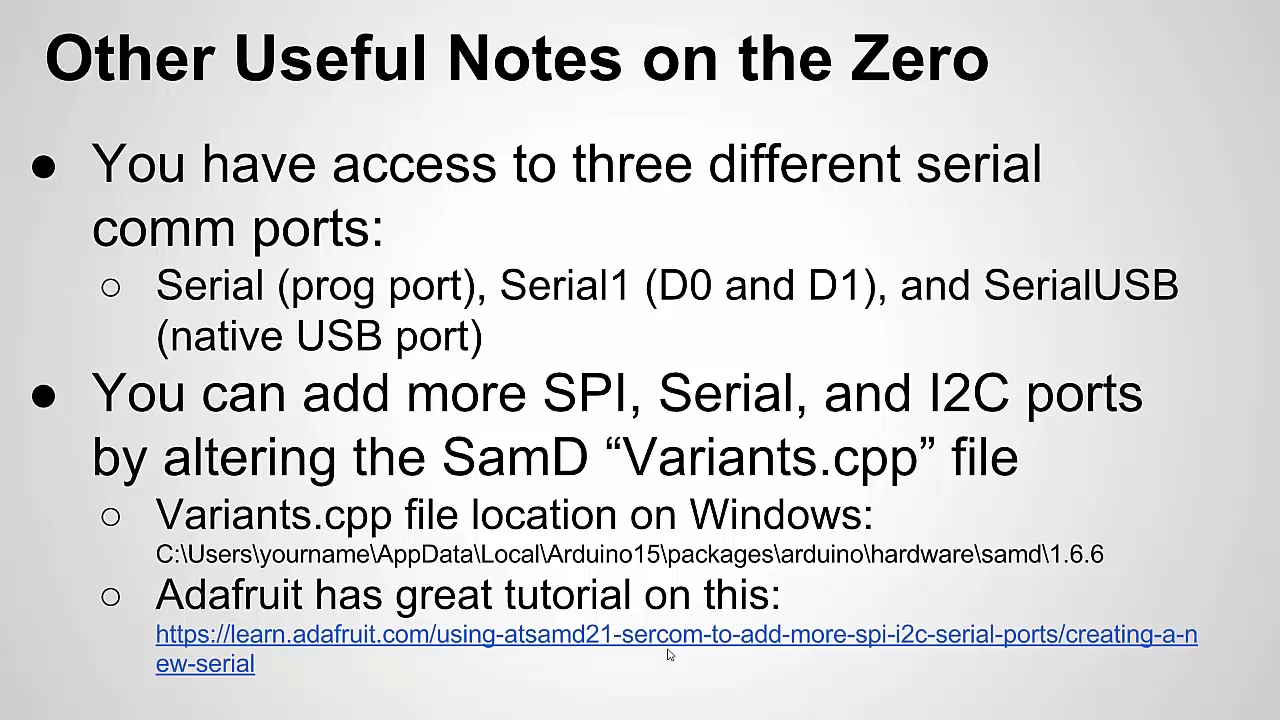 Other Useful Notes on the Zero
● You have access to three different serial
comm ports:
○ Serial (prog port), Serial1 (D0 and D1), and SerialUSB
(native USB port)
● You can add more SPI, Serial, and I2C ports
by altering the SamD “Variants.cpp” file
○ Variants.cpp file location on Windows:
C:\Users\yourname\AppData\Local\Arduino15\packages\arduino\hardware\samd\1.6.6
○ Adafruit has great tutorial on this:
https://learn.adafruit.com/using-atsamd21-sercom-to-add-more-spi-i2c-serial-ports/creating-a-n
ew-serial